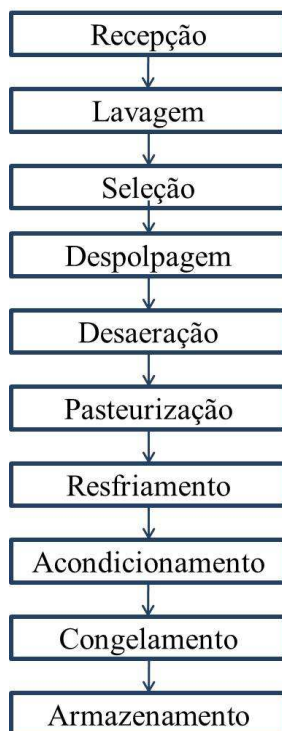 Recepção
Lavagem
Seleção
Despolpagem
Desaeração
Pasteurização
Resfriamento
Acondicionamento
Congelamento
Armazenamento